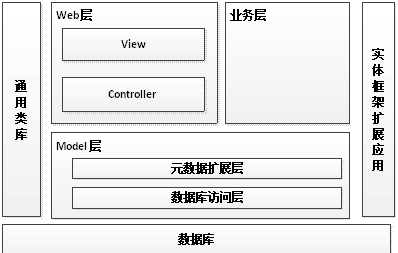 通用类库
Web层
View
Controller
业务层
实体框架扩展应用
Model 层
元数据扩展层
数据库访问层
数据库